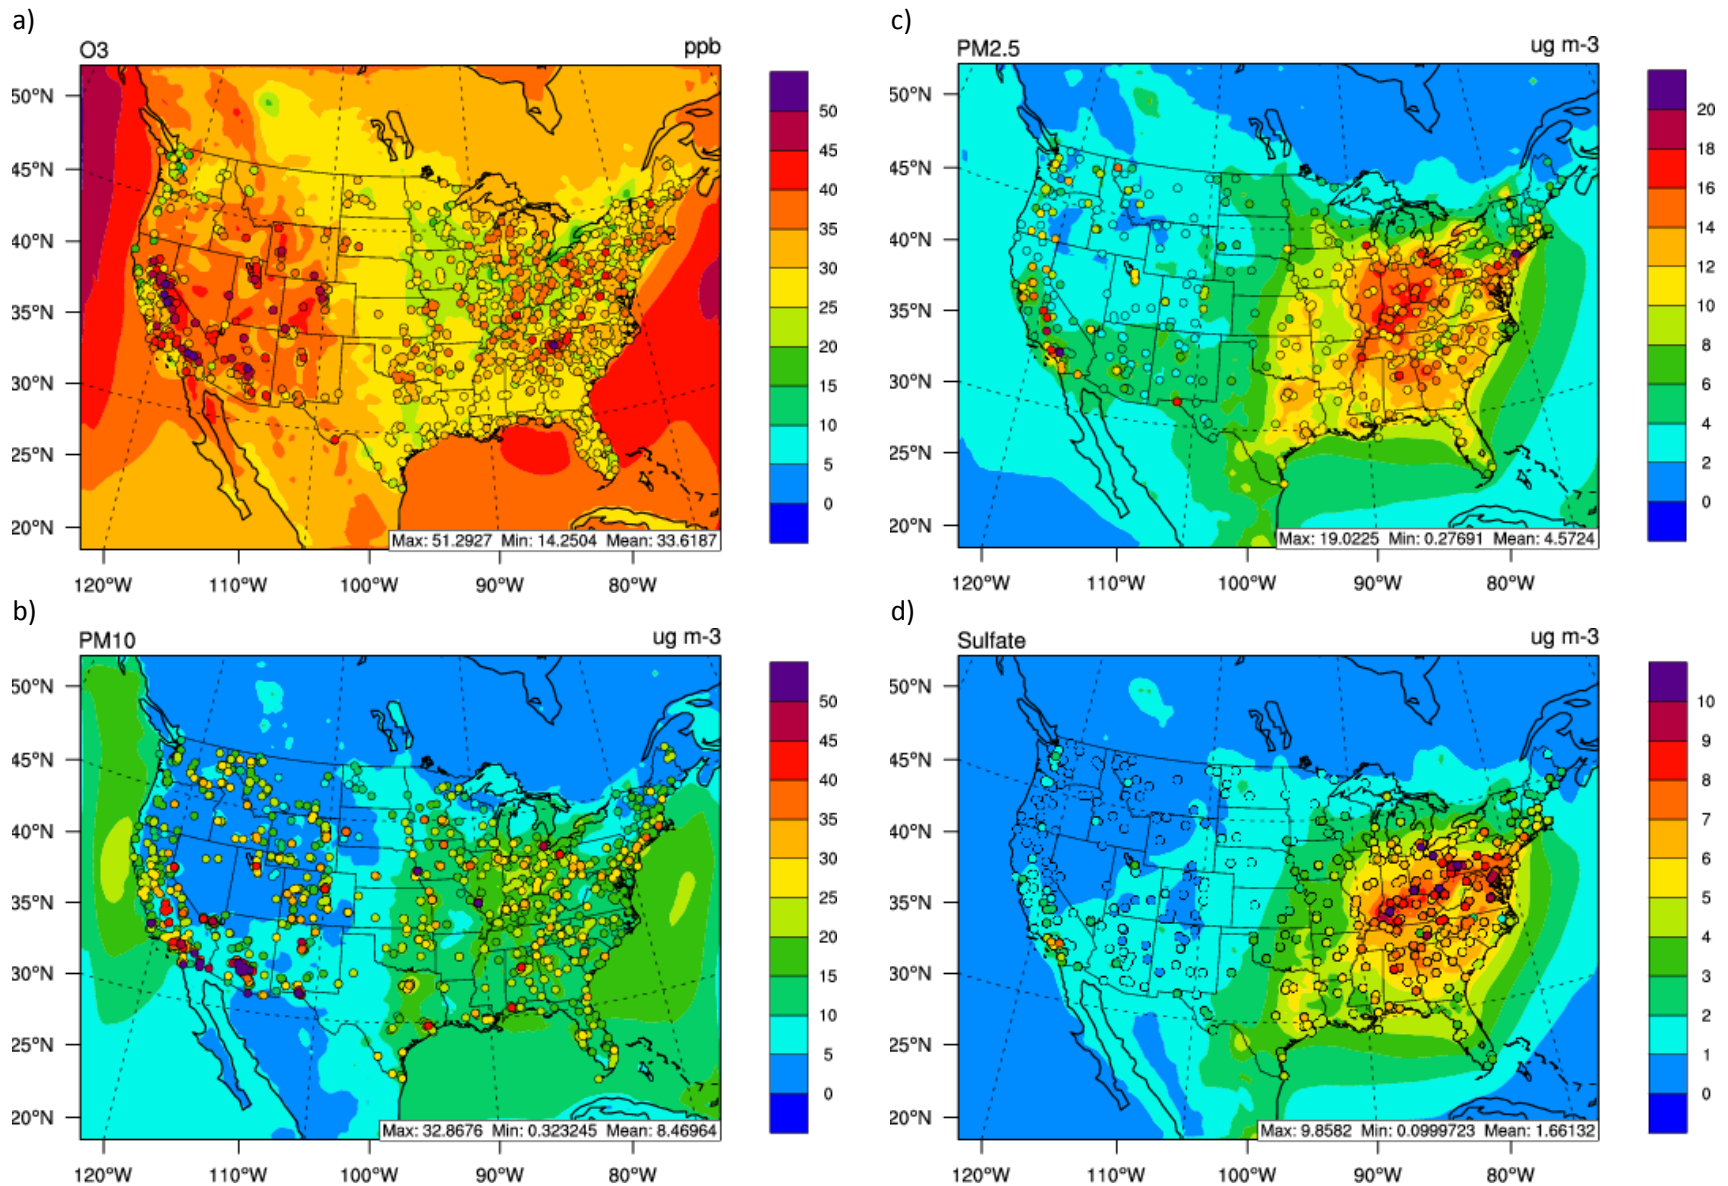 a)
O3 ppb
50°N
45°N
40°N
35°N
30°N
25°N
20°N
120°W 110°W 100°W 90°W 80°W
Max: 51.2927 Min: 14.2504 Mean: 33.6187
50
45
40
35
30
25
20
15
10
5
0
c)
PM2.5 ug m-3
50°N
45°N
40°N
35°N
30°N
25°N
20°N
120°W 110°W 100°W 90°W 80°W
Max: 19.0225 Min: 0.27691 Mean: 4.5724
20
18
16
14
12
10
8
6
4
2
0
b)
PM10 ug m-3
50°N
45°N
40°N
35°N
30°N
25°N
20°N
120°W 110°W 100°W 90°W 80°W
Max: 32.8676 Min: 0.323245 Mean: 8.46964
50
45
40
35
30
25
20
15
10
5
0
d)
Sulfate ug m-3
50°N
45°N
40°N
35°N
30°N
25°N
20°N
120°W 110°W 100°W 90°W 80°W
Max: 9.8582 Min: 0.0999723 Mean: 1.66132
10
9
8
7
6
5
4
3
2
1
0